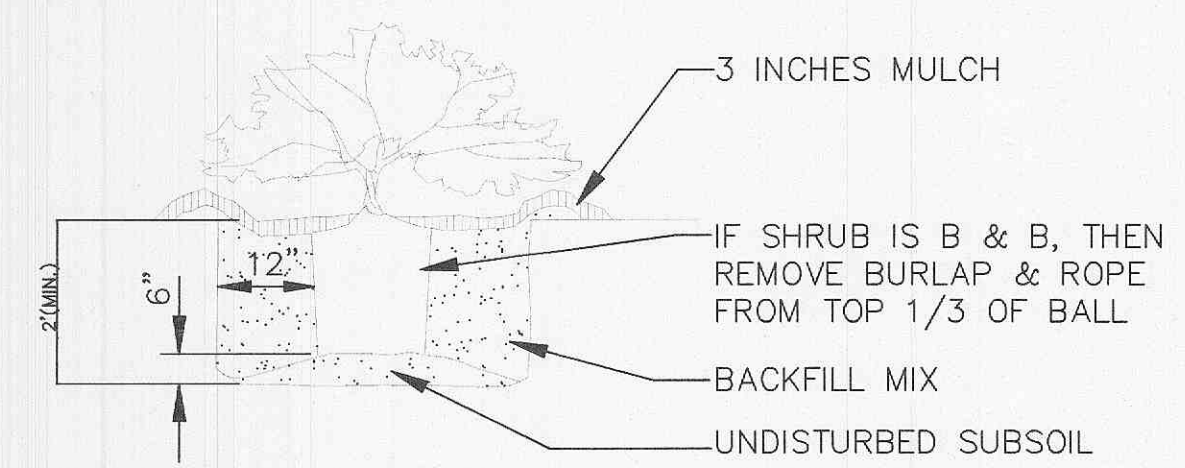 3 INCHES MULCH
IF SHRUB IS B & B, THEN
REMOVE BURLAP & ROPE
FROM TOP 1/3 OF BALL
12"
6"
2'(MIN.)
BACKFILL MIX
UNDISTURBED SUBSOIL